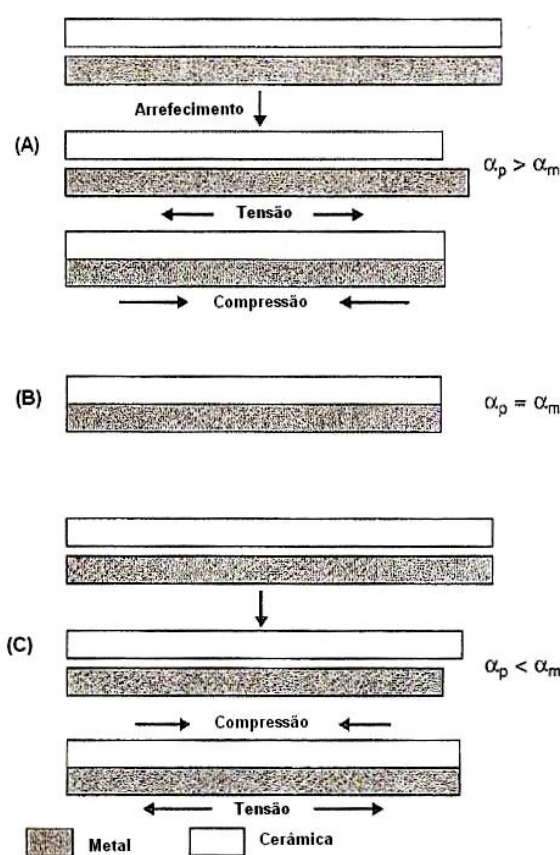 Arrefecimento
(A)
αp > αm
Tensão
Compressão
(B)
αp = αm
(C)
αp < αm
Compressão
Tensão
Metal
Cerâmica